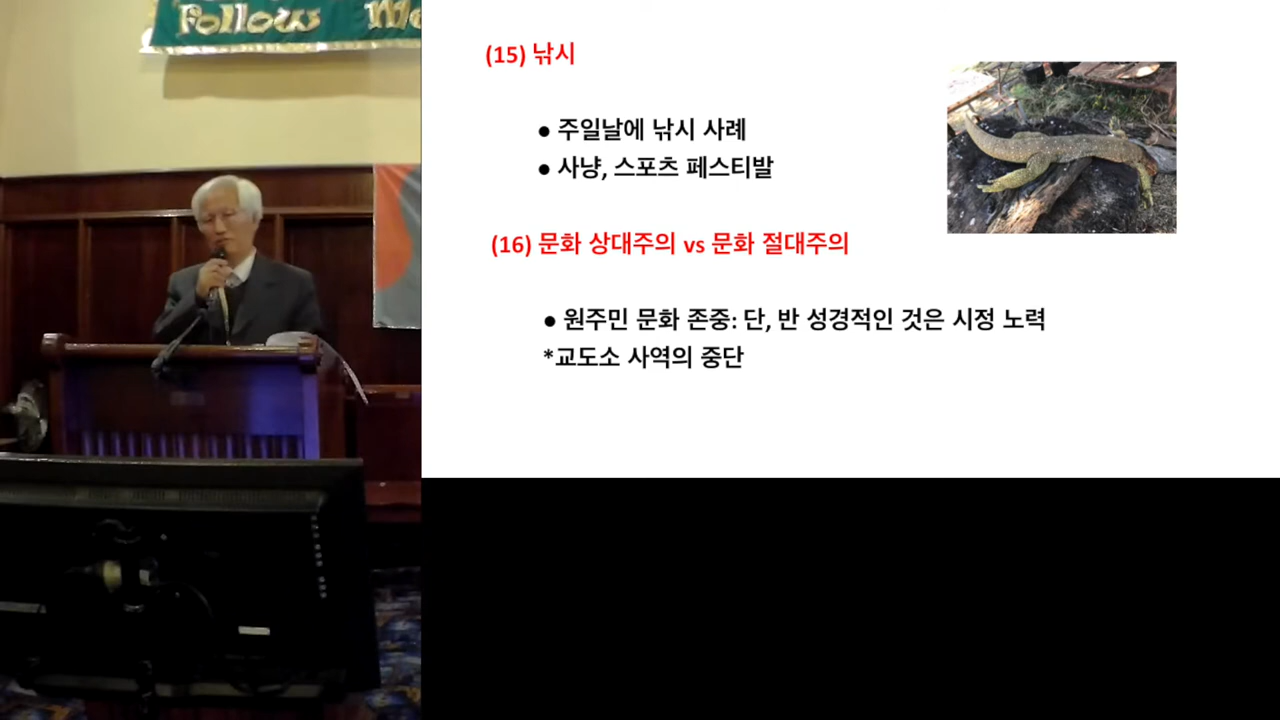 Follow Me
(15) 낚시
● 주일날에 낚시 사례
● 사냥, 스포츠 페스티발
(16) 문화 상대주의 vs 문화 절대주의
● 원주민 문화 존중: 단, 반 성경적인 것은 시정 노력
*교도소 사역의 중단